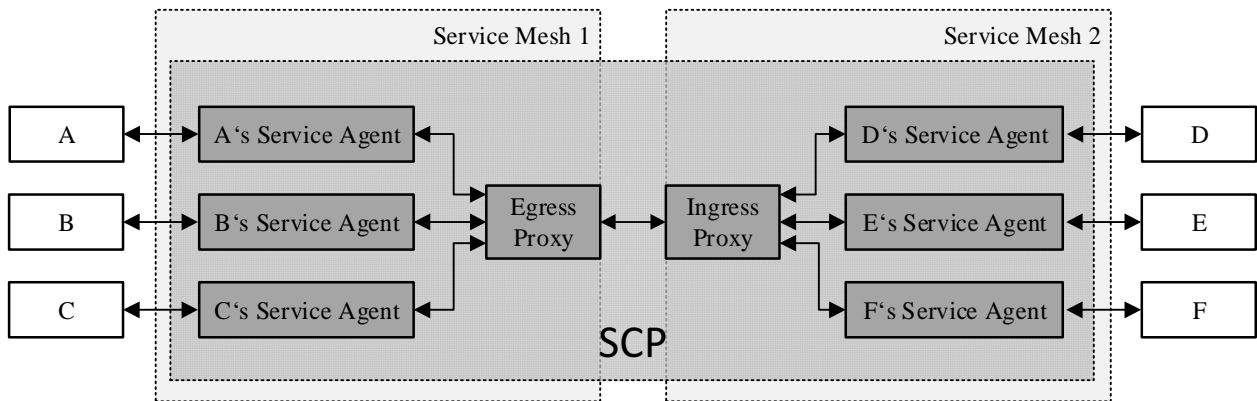 Service Mesh 1
Service Mesh 2
A
A‘s Service Agent
D‘s Service Agent
D
B
B‘s Service Agent
Egress
Proxy
Ingress
Proxy
E‘s Service Agent
E
C
C‘s Service Agent
F‘s Service Agent
F
SCP